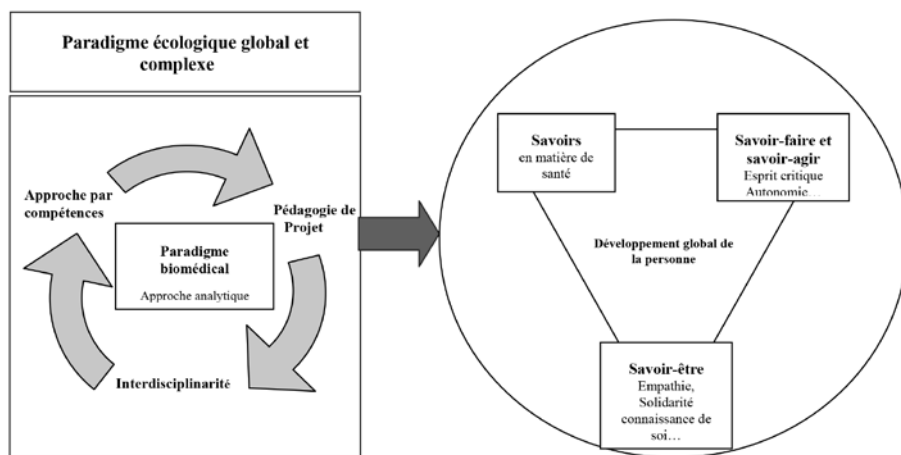 Paradigme écologique global et
complexe
Approche par
compétences
Pédagogie de
Projet
Paradigme
biomédical
Approche analytique
Interdisciplinarité
Savoirs
en matière de
santé
Savoir-faire et
savoir-agir
Esprit critique
Autonomie…
Développement global de
la personne
Savoir-être
Empathie,
Solidarité
connaissance de
soi…